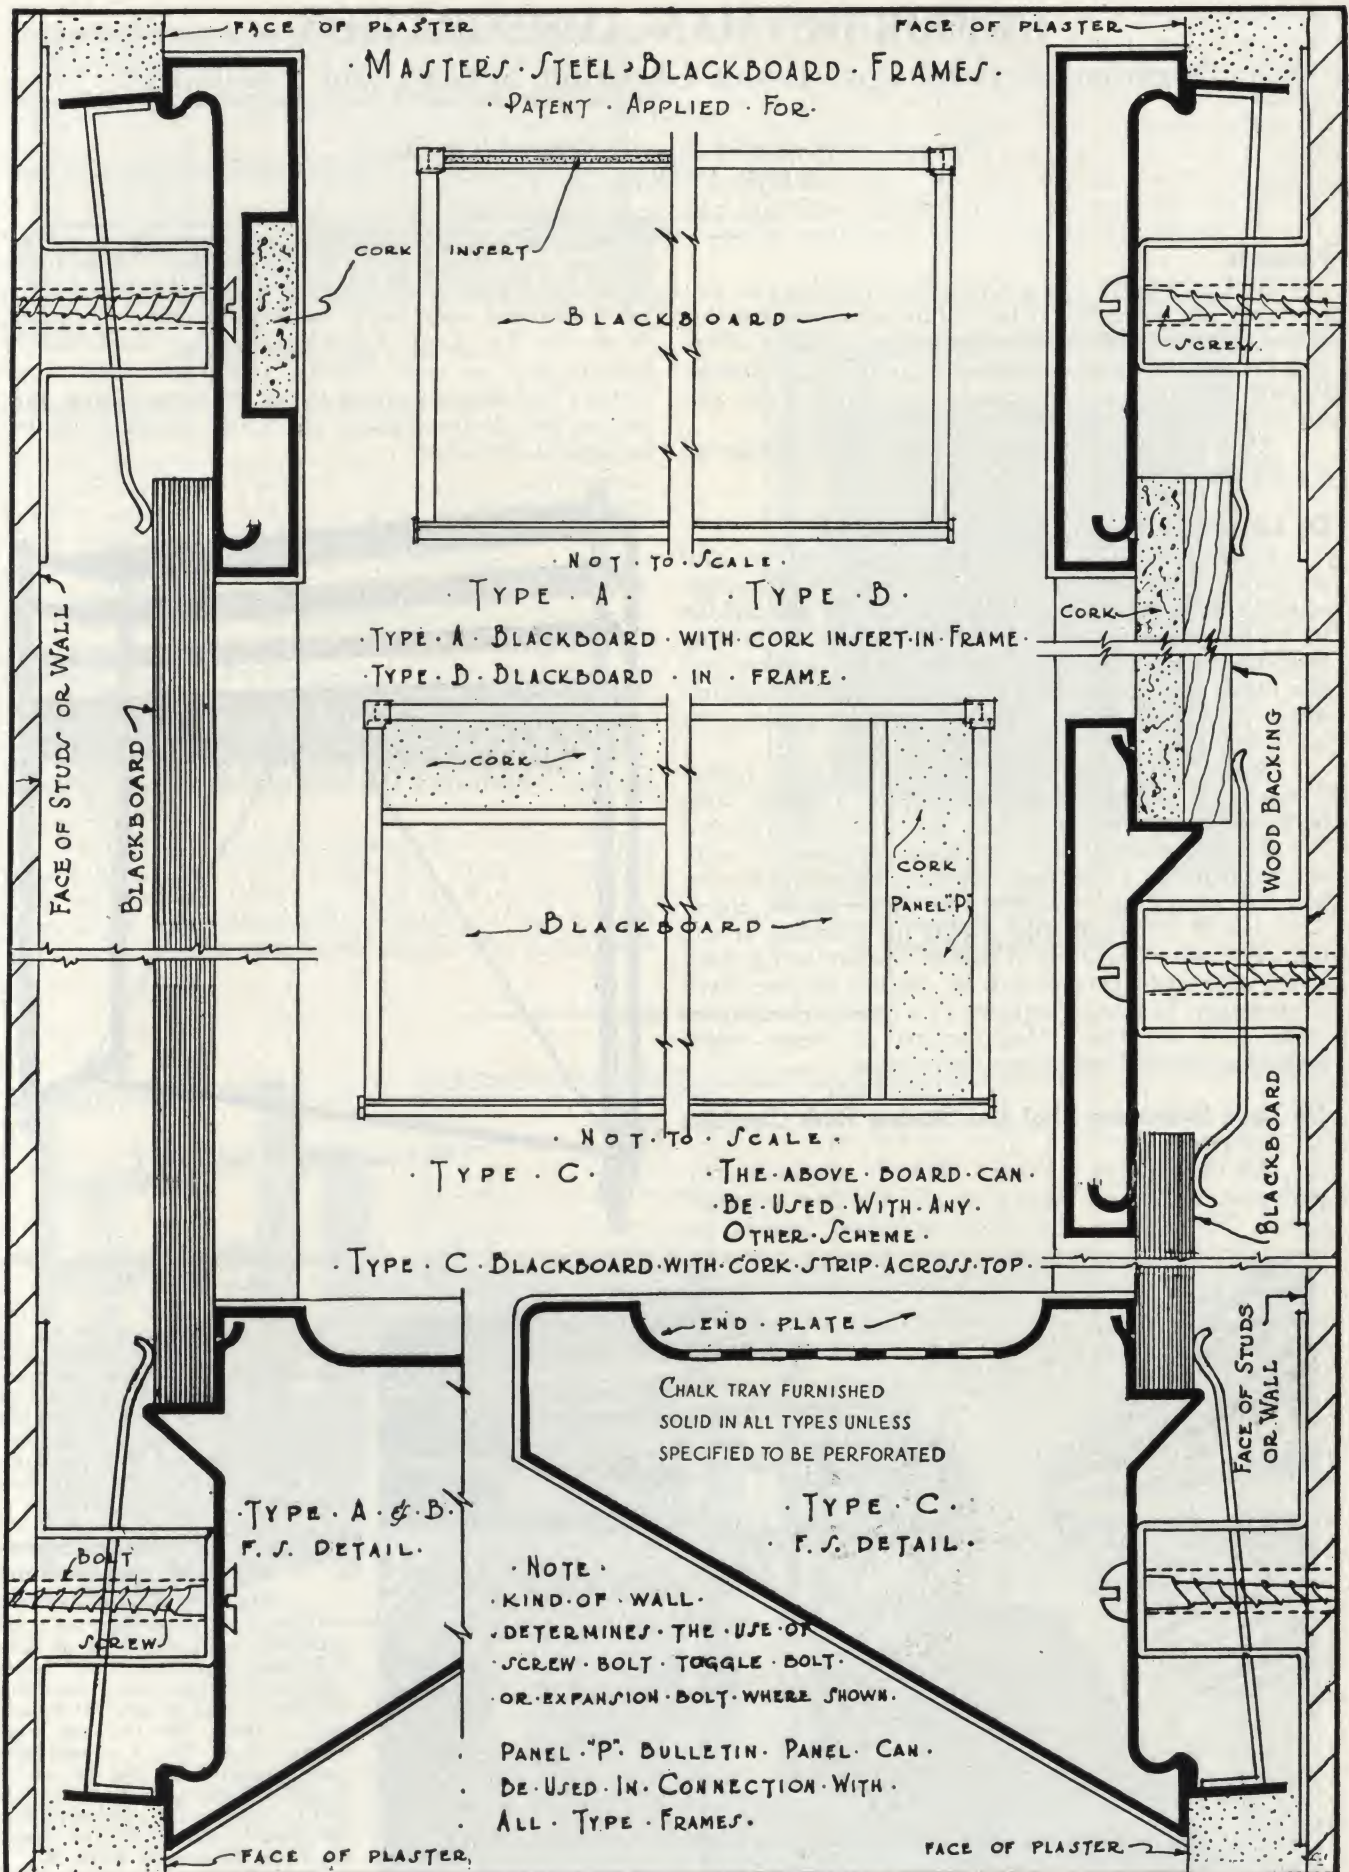 FACE OF PLASTER
FACE OF PLASTER
·MASTER'S·STEEL·BLACKBOARD·FRAMES·
·PATENT·APPLIED·FOR·
CORK INSERT
BLACKBOARD
SCREW.
·NOT·TO·SCALE·
·TYPE·A· ·TYPE·B·
·TYPE·A·BLACKBOARD WITH·CORK INSERT·IN·FRAME·
·TYPE·B·BLACKBOARD·IN·FRAME·
CORK
FACE OF STUDS OR WALL
BLACKBOARD
CORK
CORK
PANEL "P"
BLACKBOARD
WOOD BACKING
·NOT·TO·SCALE·
·TYPE·C·
·THE·ABOVE·BOARD·CAN·
·BE·USED·WITH·ANY·
OTHER·SCHEME·
·TYPE·C·BLACKBOARD·WITH·CORK·STRIP·ACROSS·TOP·
BLACKBOARD
END·PLATE
CHALK TRAY FURNISHED
SOLID IN ALL TYPES UNLESS
SPECIFIED TO BE PERFORATED
FACE OF STUDS
OR WALL
·TYPE·A·&·B·
F.S. DETAIL·
·TYPE·C·
·F.S. DETAIL·
BOLT
SCREW
·NOTE·
·KIND·OF·WALL·
·DETERMINES·THE·USE·OF
·SCREW·BOLT·TOGGLE·BOLT·
·OR·EXPANSION·BOLT·WHERE·SHOWN·
·PANEL·"P"·BULLETIN·PANEL·CAN·
·BE·USED·IN·CONNECTION·WITH·
·ALL·TYPE·FRAMES·
FACE OF PLASTER
FACE OF PLASTER